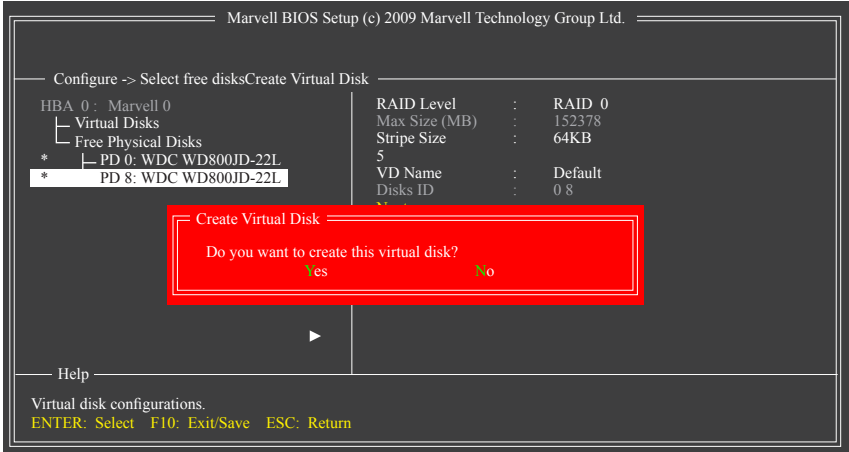 Marvell BIOS Setup (c) 2009 Marvell Technology Group Ltd.
Configure -> Select free disksCreate Virtual Disk
HBA 0 : Marvell 0
Virtual Disks
Free Physical Disks
* PD 0: WDC WD800JD-22L
* PD 8: WDC WD800JD-22L
RAID Level : RAID 0
Max Size (MB) : 152378
Stripe Size : 64KB
5
VD Name : Default
Disks ID : 0 8
Create Virtual Disk
Do you want to create this virtual disk?
Yes No
Help
Virtual disk configurations.
ENTER: Select F10: Exit/Save ESC: Return